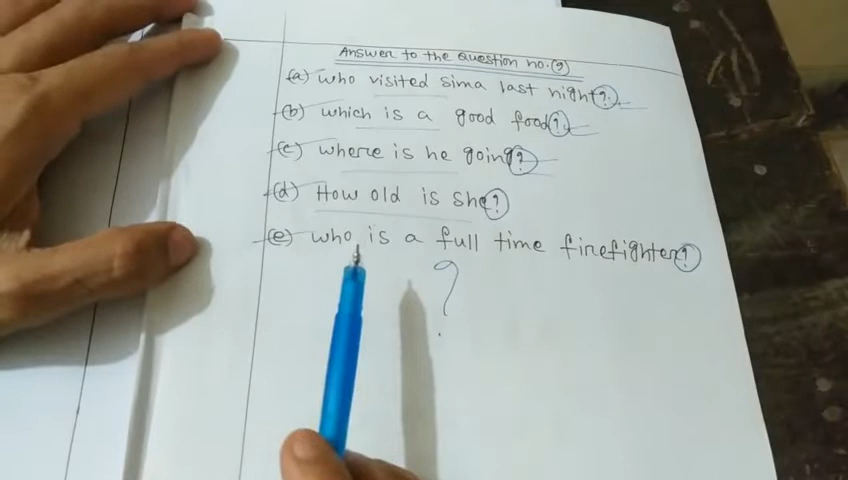 Answer to the Question no. (9)
(a) who visited sima last night?
(b) which is a good food?
(c) where is he going?
(d) How old is she?
(e) who is a full time firefighter?
?